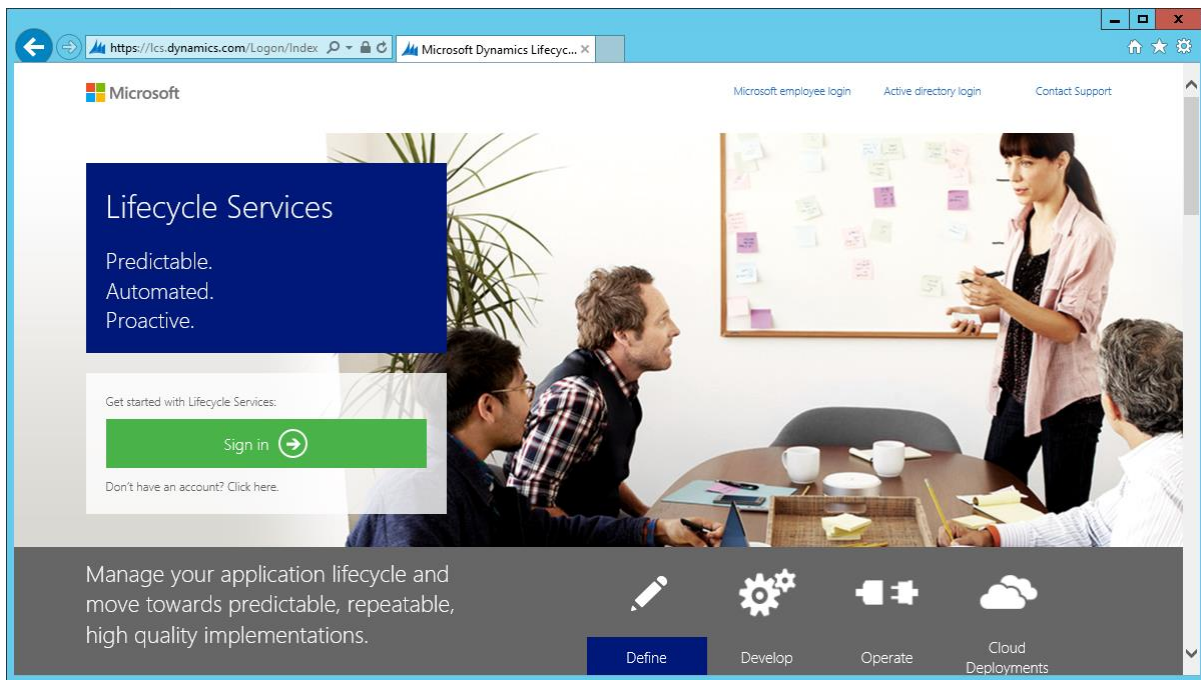 https://lcs.dynamics.com/Logon/Index
Microsoft Dynamics Lifecyc...
Microsoft
Microsoft employee login
Active directory login
Contact Support
Lifecycle Services
Predictable.
Automated.
Proactive.
Get started with Lifecycle Services:
Sign in
Don't have an account? Click here.
Manage your application lifecycle and
move towards predictable, repeatable,
high quality implementations.
Define
Develop
Operate
Cloud
Deployments